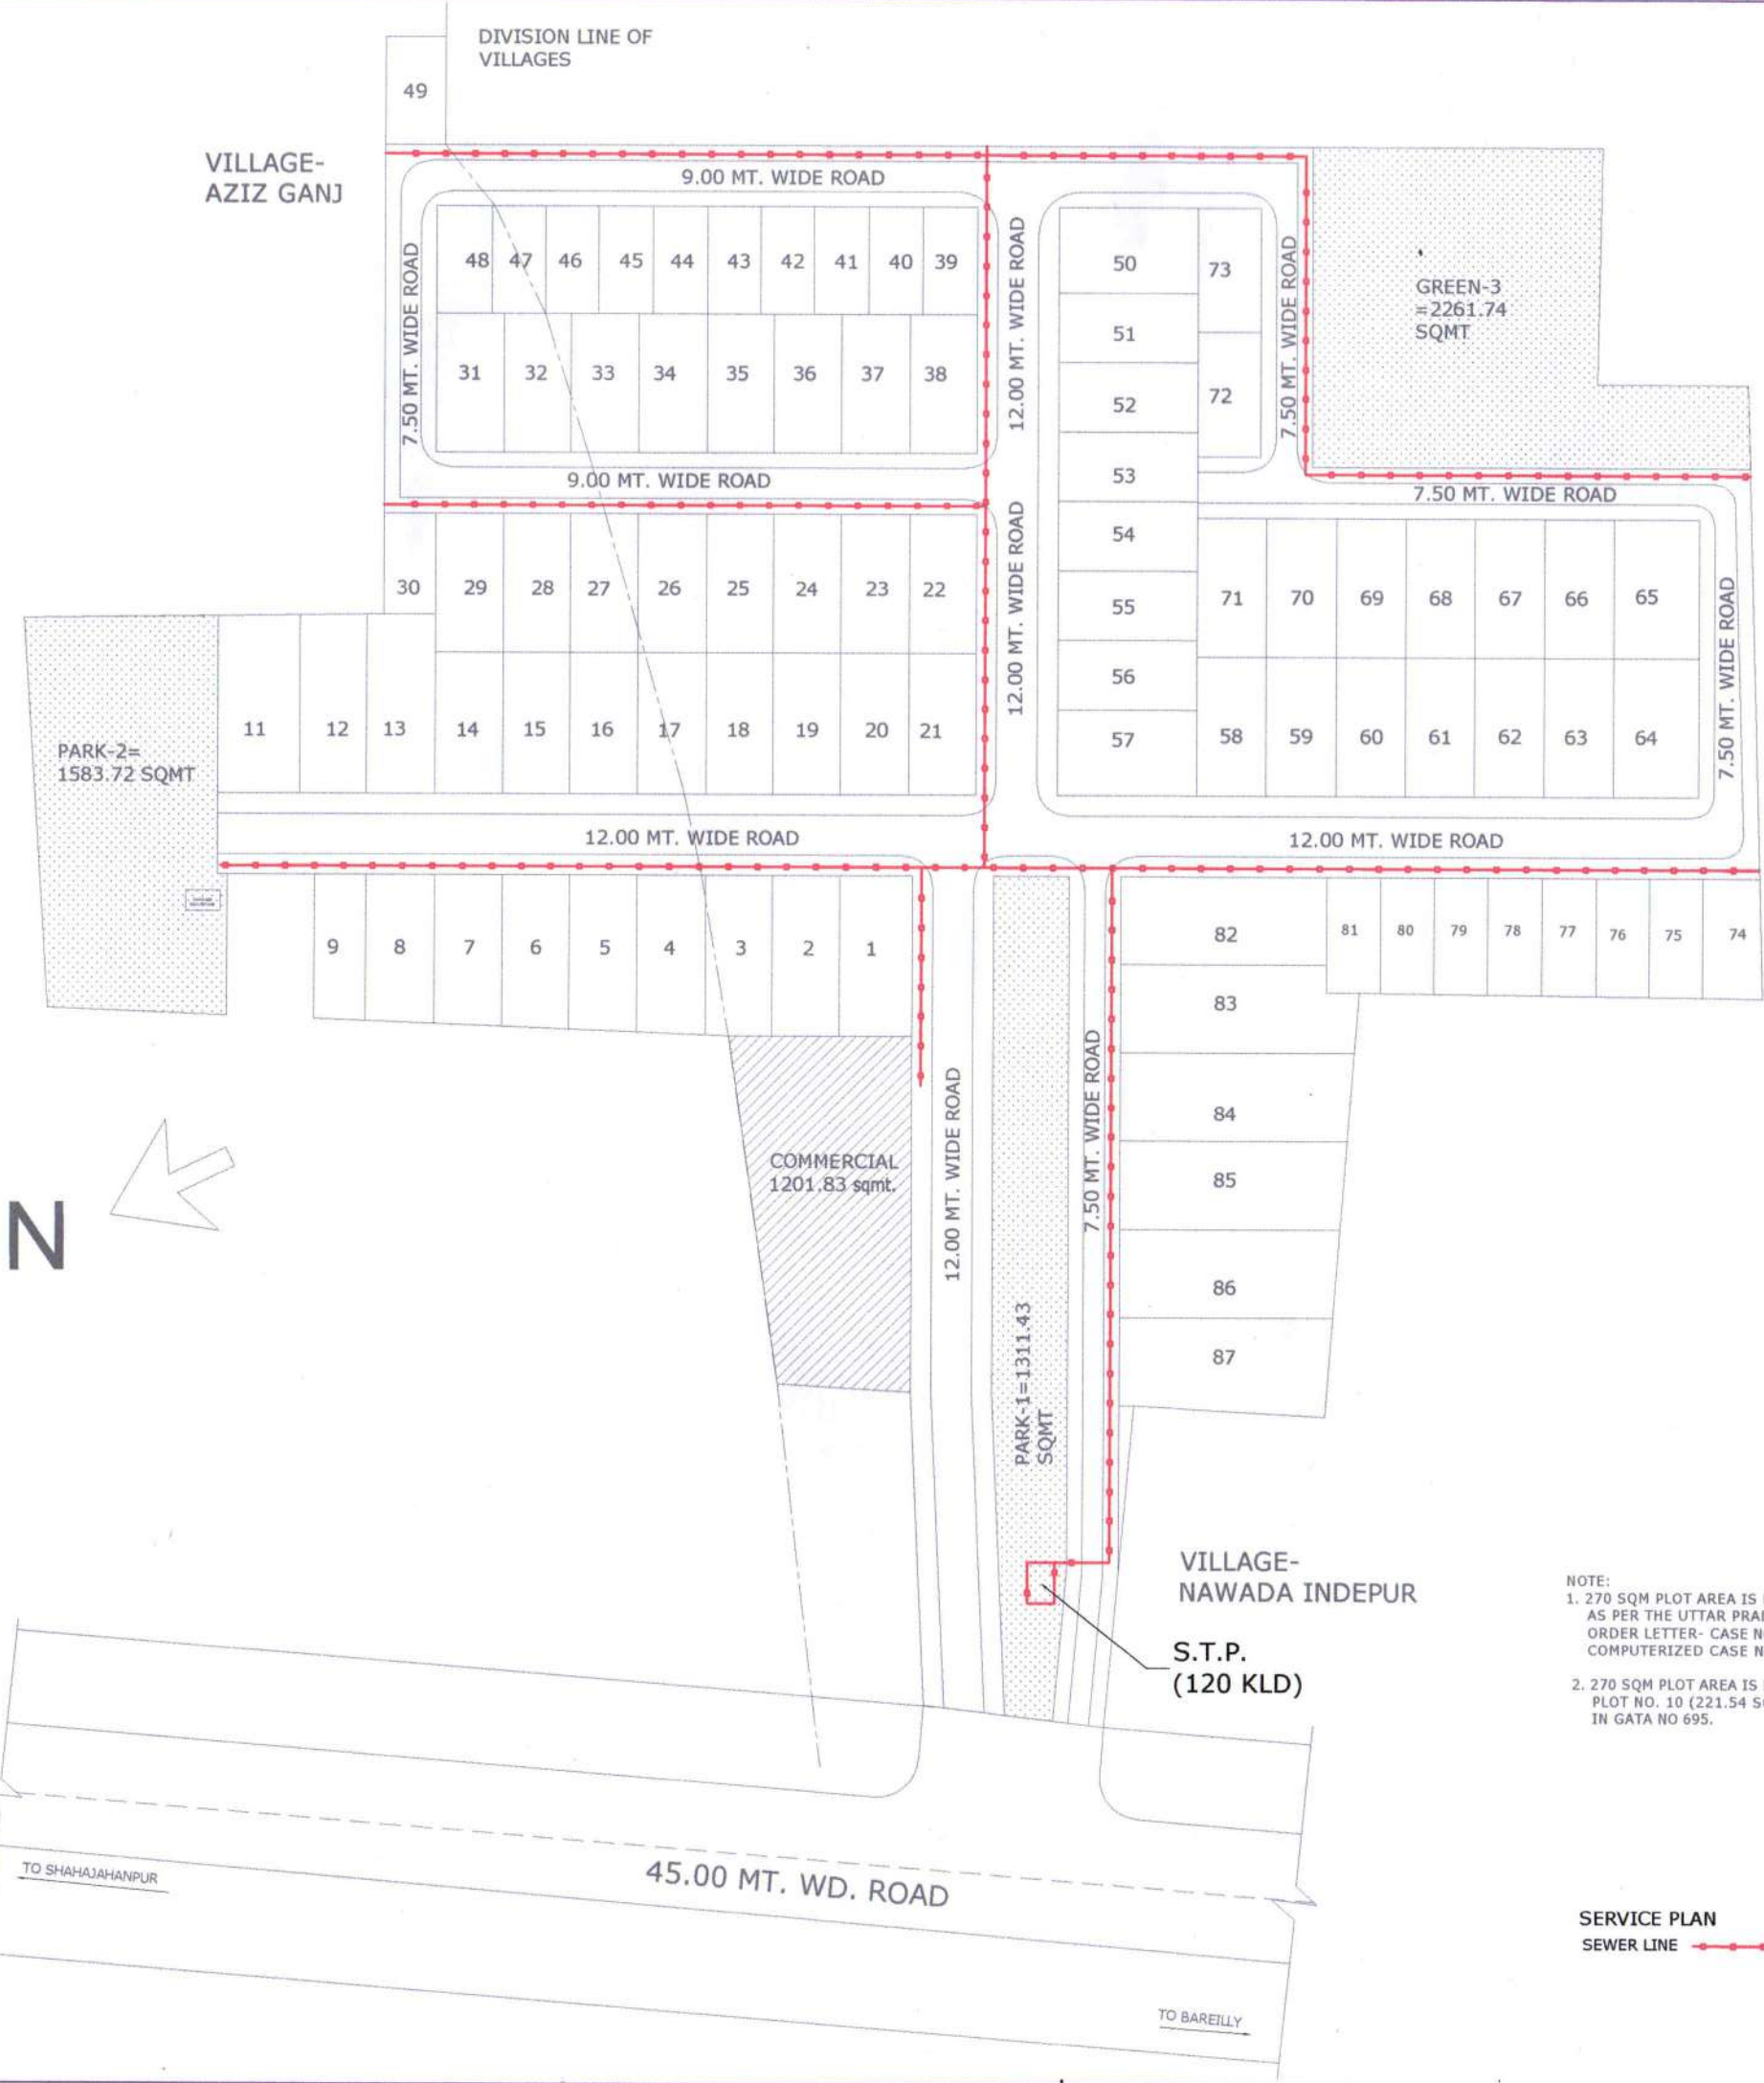 DIVISION LINE OF
VILLAGES
49
VILLAGE-
AZIZ GANJ
9.00 MT. WIDE ROAD
7.50 MT. WIDE ROAD
48 47 46 45 44 43 42 41 40 39
31 32 33 34 35 36 37 38
12.00 MT. WIDE ROAD
50
51
52
53
54
55
56
57
73
72
7.50 MT. WIDE ROAD
GREEN-3
=2261.74
SQMT
9.00 MT. WIDE ROAD
7.50 MT. WIDE ROAD
12.00 MT. WIDE ROAD
30 29 28 27 26 25 24 23 22
71 70 69 68 67 66 65
7.50 MT. WIDE ROAD
PARK-2=
1583.72 SQMT
11 12 13 14 15 16 17 18 19 20 21
58 59 60 61 62 63 64
12.00 MT. WIDE ROAD
12.00 MT. WIDE ROAD
9 8 7 6 5 4 3 2 1
82
83
84
85
86
87
81 80 79 78 77 76 75 74
COMMERCIAL
1201.83 sqmt.
12.00 MT. WIDE ROAD
7.50 MT. WIDE ROAD
PARK-1=1311.43
SQMT
N
VILLAGE-
NAWADA INDEPUR
S.T.P.
(120 KLD)
NOTE:
1. 270 SQM PLOT AREA IS
AS PER THE UTTAR
ORDER LETTER- CASE
COMPUTERIZED CASE
2. 270 SQM PLOT AREA IS
PLOT NO. 10 (221.54
IN GATA NO 695.
45.00 MT. WD. ROAD
TO SHAHAJAHANPUR
TO BAREILLY
SERVICE PLAN
SEWER LINE